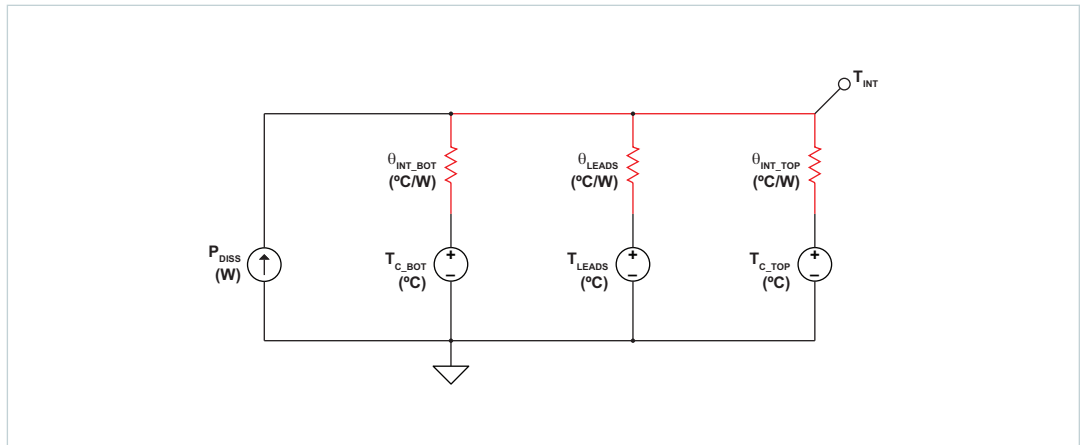 T_INT
θ_INT_BOT
(ºC/W)
θ_LEADS
(ºC/W)
θ_INT_TOP
(ºC/W)
P_DISS
(W)
T_C_BOT
(ºC)
T_LEADS
(ºC)
T_C_TOP
(ºC)